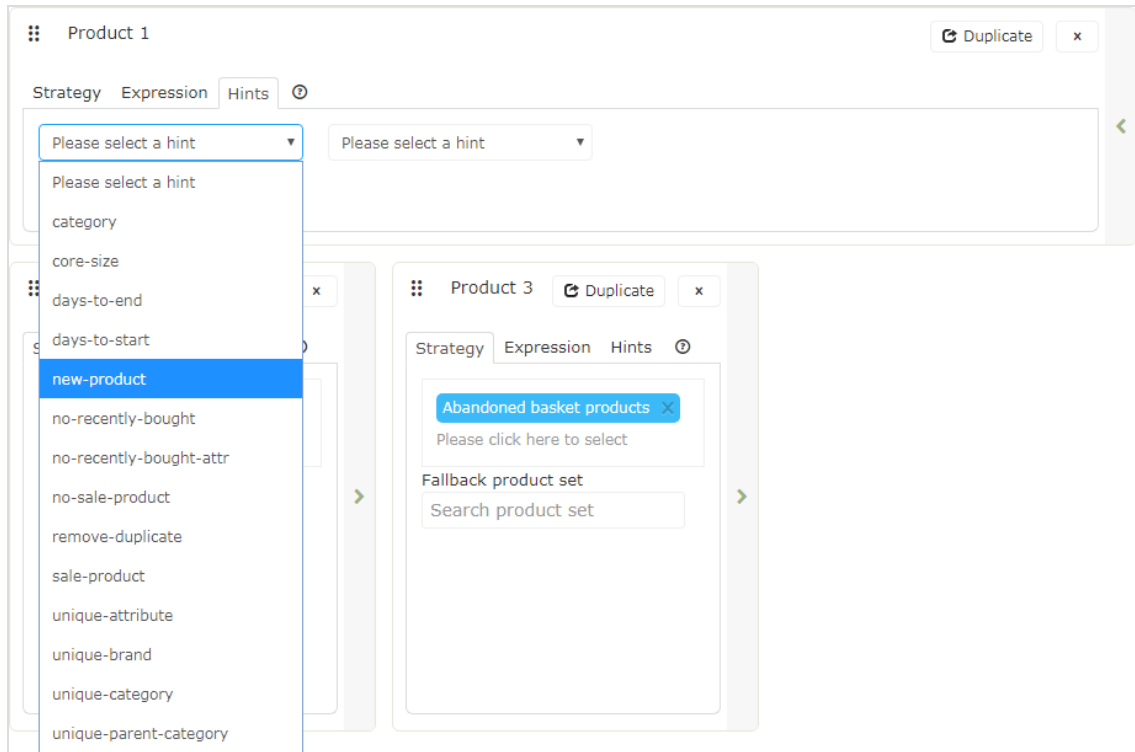 Product 1
Duplicate
x
Strategy Expression Hints ?
Please select a hint
Please select a hint
Please select a hint
category
core-size
days-to-end
days-to-start
new-product
no-recently-bought
no-recently-bought-attr
no-sale-product
remove-duplicate
sale-product
unique-attribute
unique-brand
unique-category
unique-parent-category
x
Product 3
Duplicate
x
Strategy Expression Hints ?
Abandoned basket products X
Please click here to select
Fallback product set
Search product set